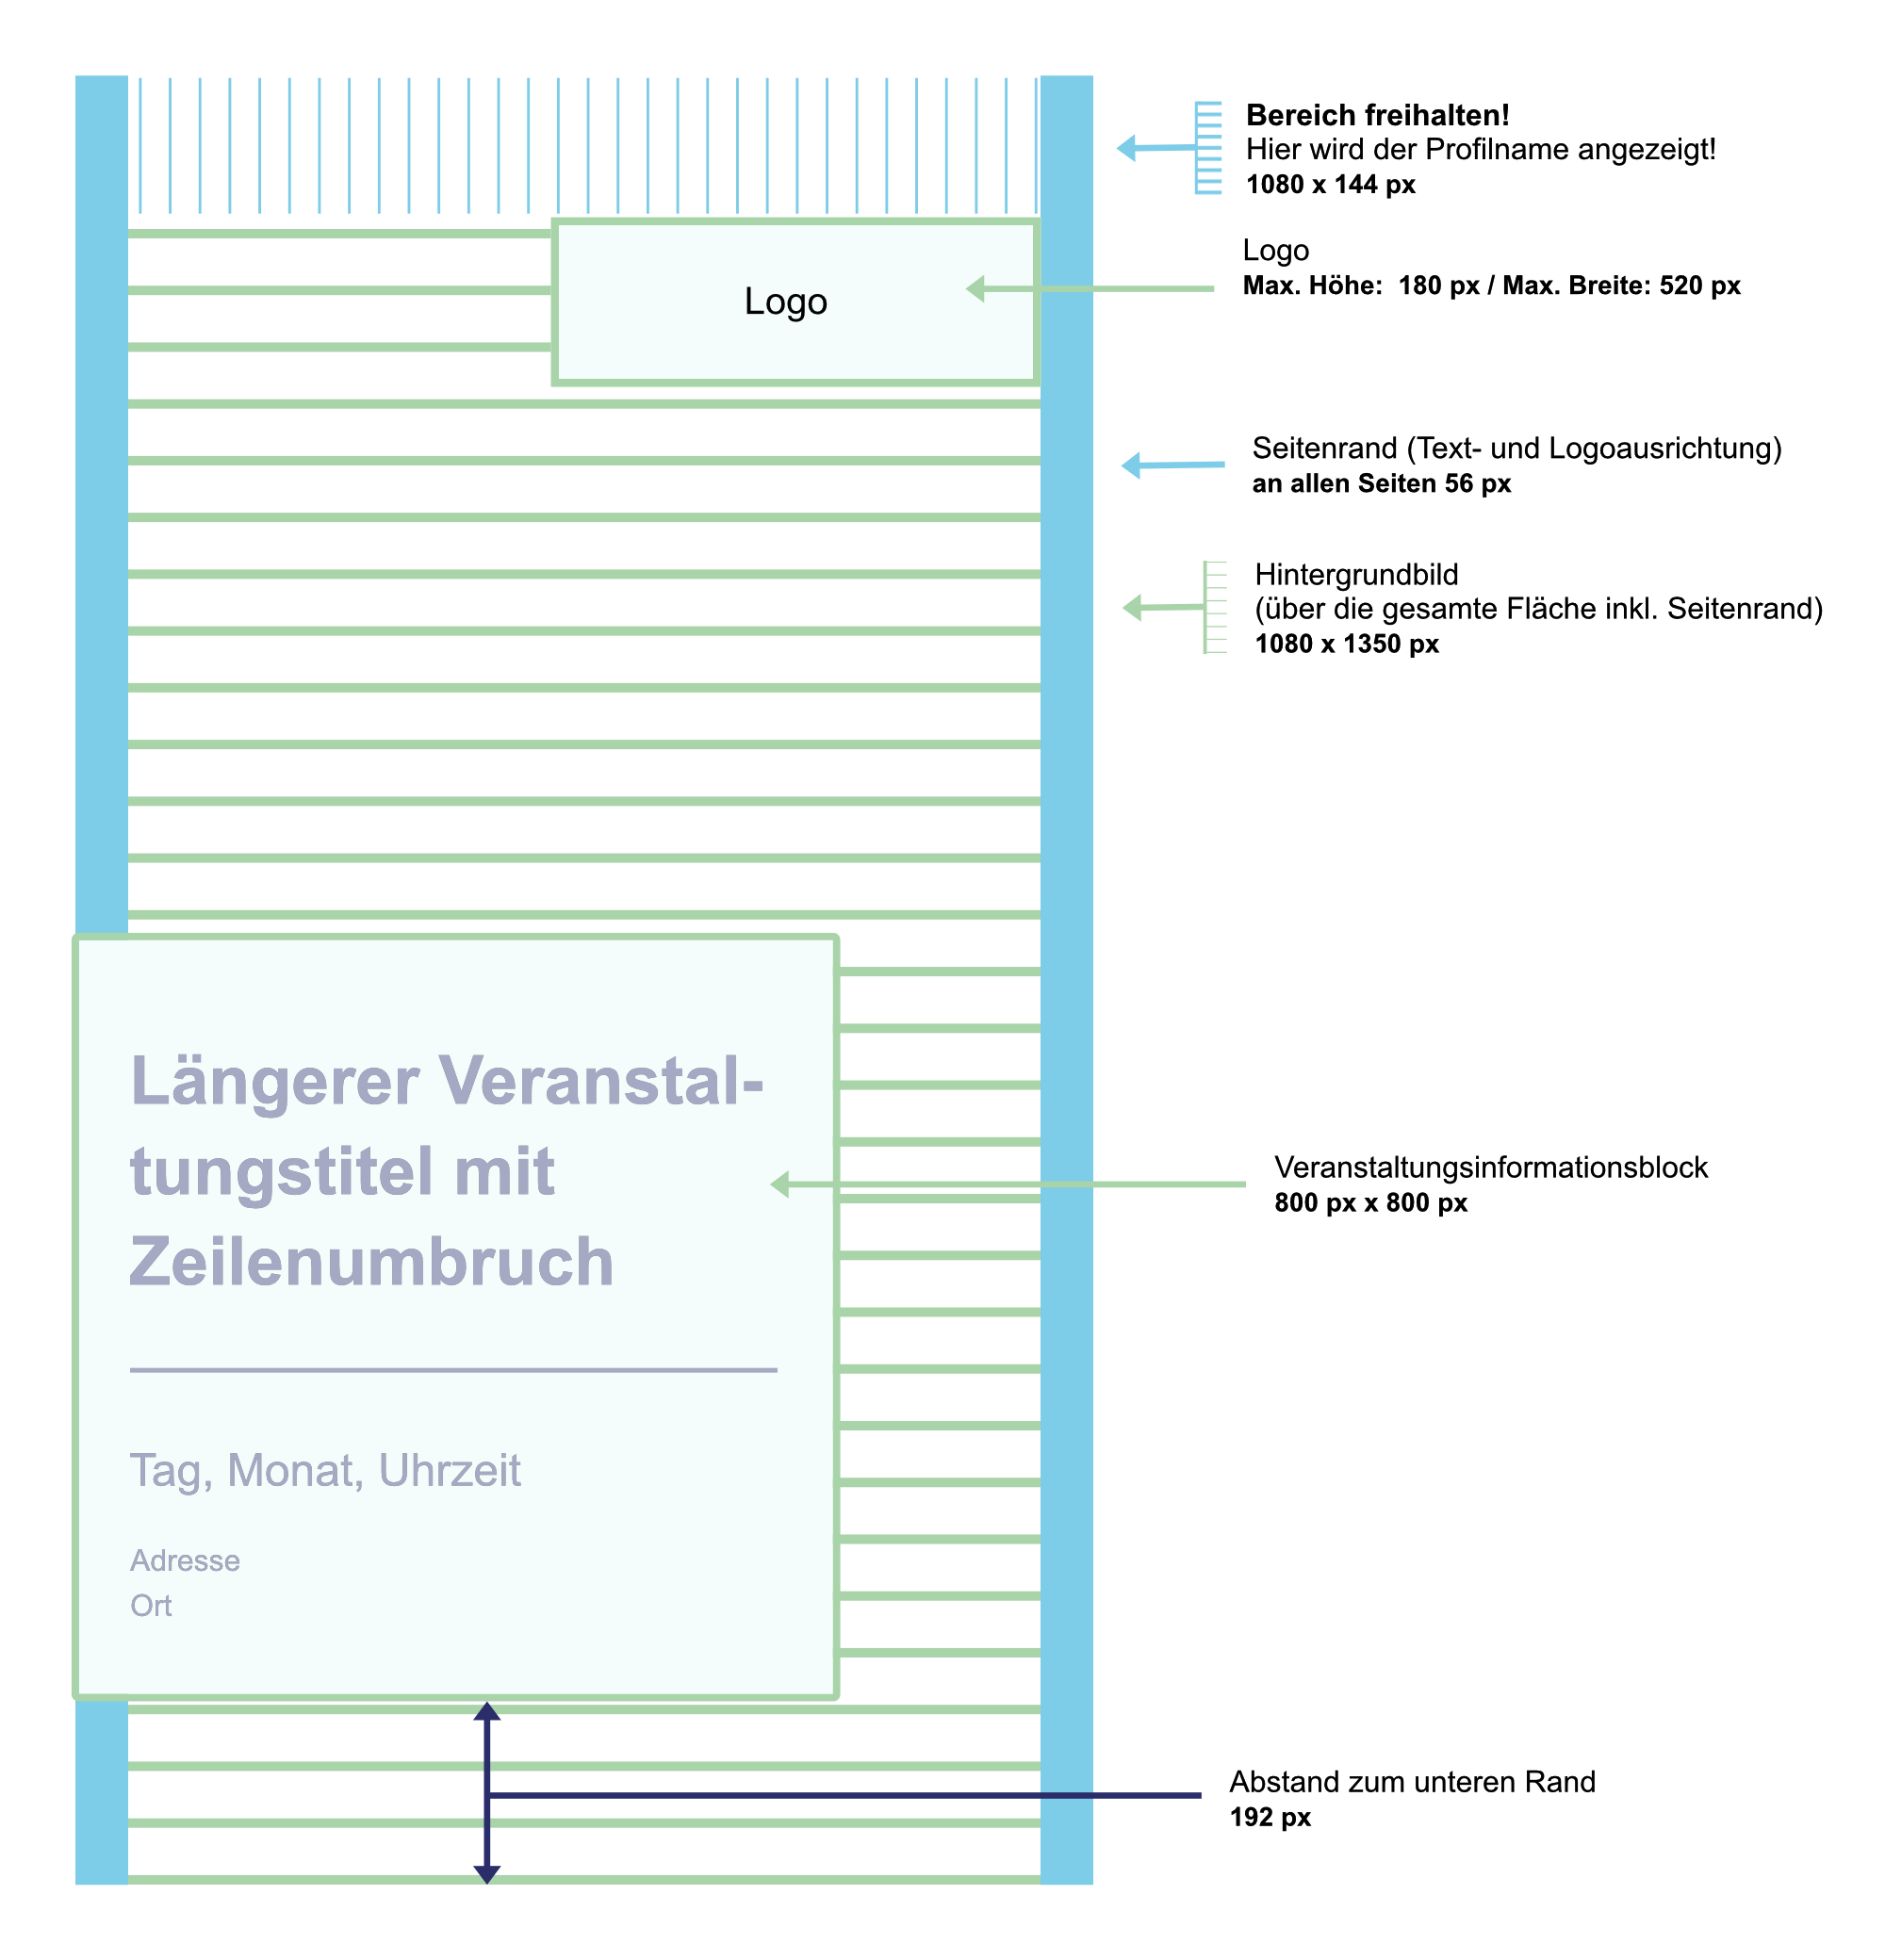 Bereich freihalten!
Hier wird der Profilname angezeigt!
1080 x 144 px
Logo
Logo
Max. Höhe:  180 px / Max. Breite: 520 px
Seitenrand (Text- und Logoausrichtung)
an allen Seiten 56 px
Hintergrundbild
(über die gesamte Fläche inkl. Seitenrand)
1080 x 1350 px
Längerer Veranstal-
tungstitel mit
Zeilenumbruch
Tag, Monat, Uhrzeit
Adresse
Ort
Veranstaltungsinformationsblock
800 px x 800 px
Abstand zum unteren Rand
192 px